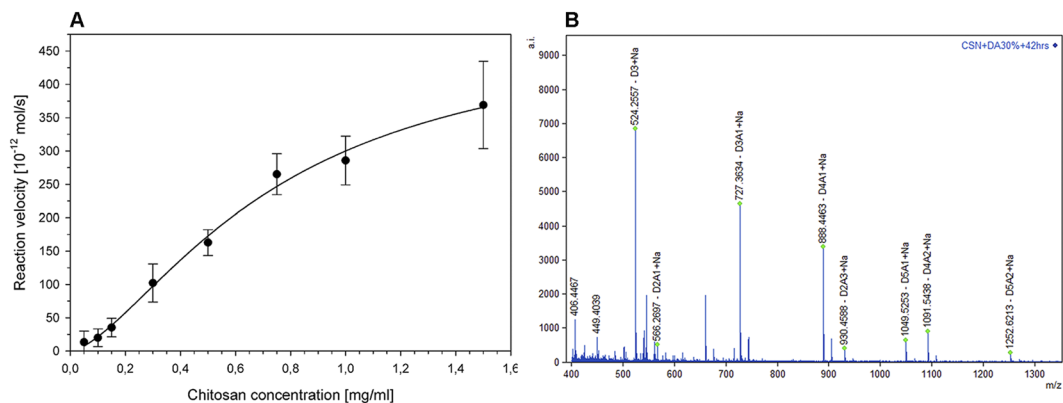 A
Reaction velocity [10⁻¹² mol/s]
450
400
350
300
250
200
150
100
50
0
0,0 0,2 0,4 0,6 0,8 1,0 1,2 1,4 1,6
Chitosan concentration [mg/ml]
B
a.i.
CSN+DA30%+42hrs
9000
8000
7000
6000
5000
4000
3000
2000
1000
0
406.4467
449.4039
524.2557 - D3+Na
566.2697 - D2A1+Na
727.3634 - D3A1+Na
888.4463 - D4A1+Na
930.4588 - D2A3+Na
1049.5253 - D5A1+Na
1091.5438 - D4A2+Na
1252.6213 - D5A2+Na
400 500 600 700 800 900 1000 1100 1200 1300
m/z